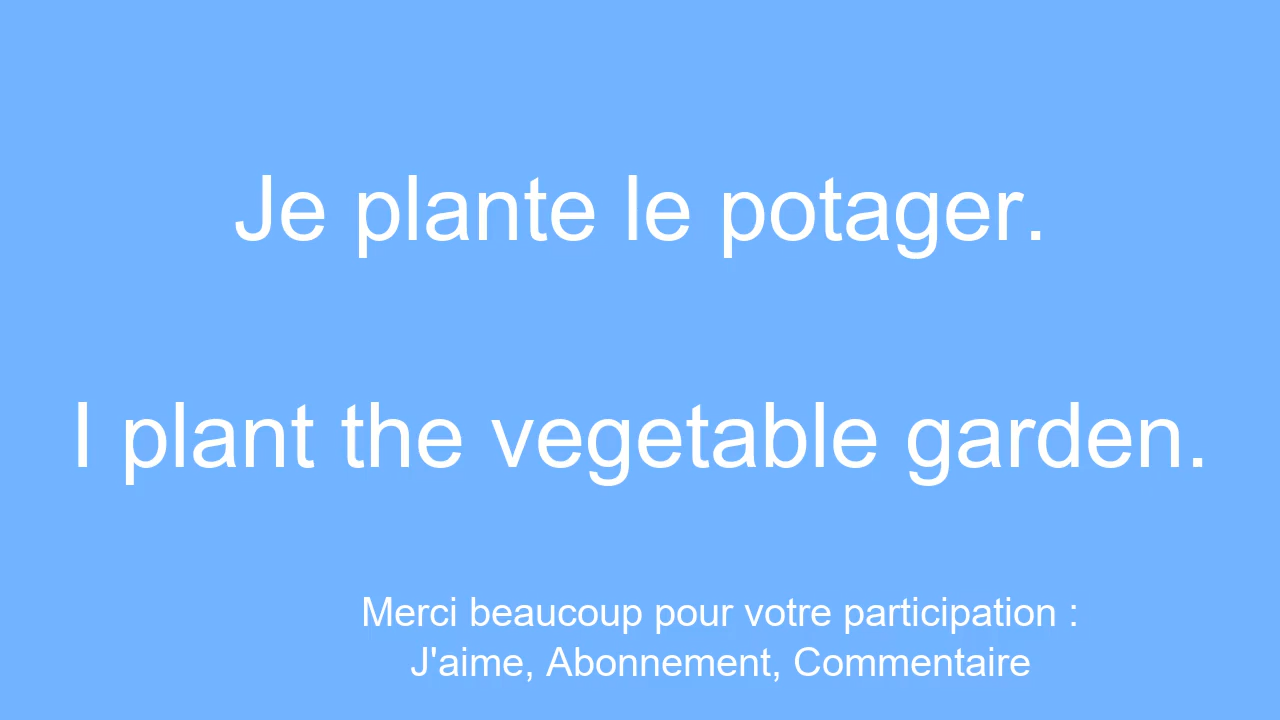 Je plante le potager.
I plant the vegetable garden.
Merci beaucoup pour votre participation :
J'aime, Abonnement, Commentaire